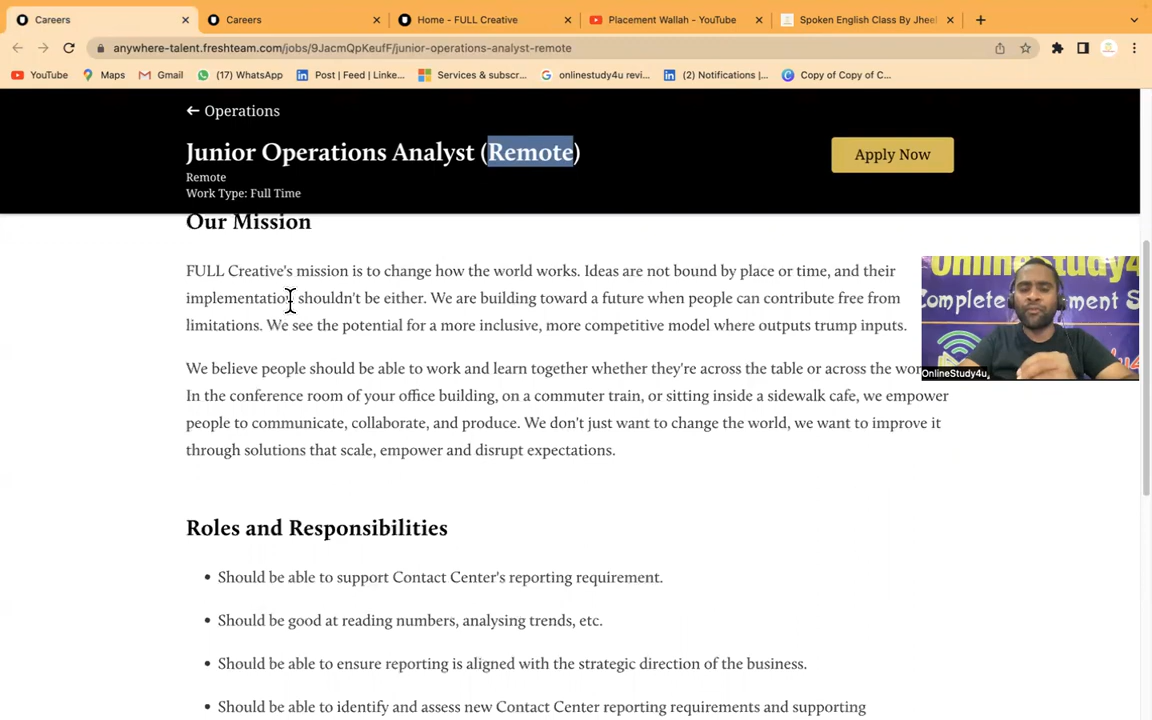 Careers
Careers
Home - FULL Creative
Placement Wallah - YouTube
Spoken English Class By Jheel
anywhere-talent.freshteam.com/jobs/9JacmQpKeufF/junior-operations-analyst-remote
YouTube
Maps
Gmail
(17) WhatsApp
Post | Feed | Linke...
Services & subscr...
onlinestudy4u revi...
(2) Notifications |...
Copy of Copy of C...
← Operations
Junior Operations Analyst (Remote)
Apply Now
Remote
Work Type: Full Time
Our Mission
FULL Creative's mission is to change how the world works. Ideas are not bound by place or time, and their
implementation shouldn't be either. We are building toward a future when people can contribute free from
limitations. We see the potential for a more inclusive, more competitive model where outputs trump inputs.
We believe people should be able to work and learn together whether they're across the table or across the
In the conference room of your office building, on a commuter train, or sitting inside a sidewalk cafe, we empower
people to communicate, collaborate, and produce. We don't just want to change the world, we want to improve it
through solutions that scale, empower and disrupt expectations.
OnlineStudy4u
Roles and Responsibilities
• Should be able to support Contact Center's reporting requirement.
• Should be good at reading numbers, analysing trends, etc.
• Should be able to ensure reporting is aligned with the strategic direction of the business.
• Should be able to identify and assess new Contact Center reporting requirements and supporting